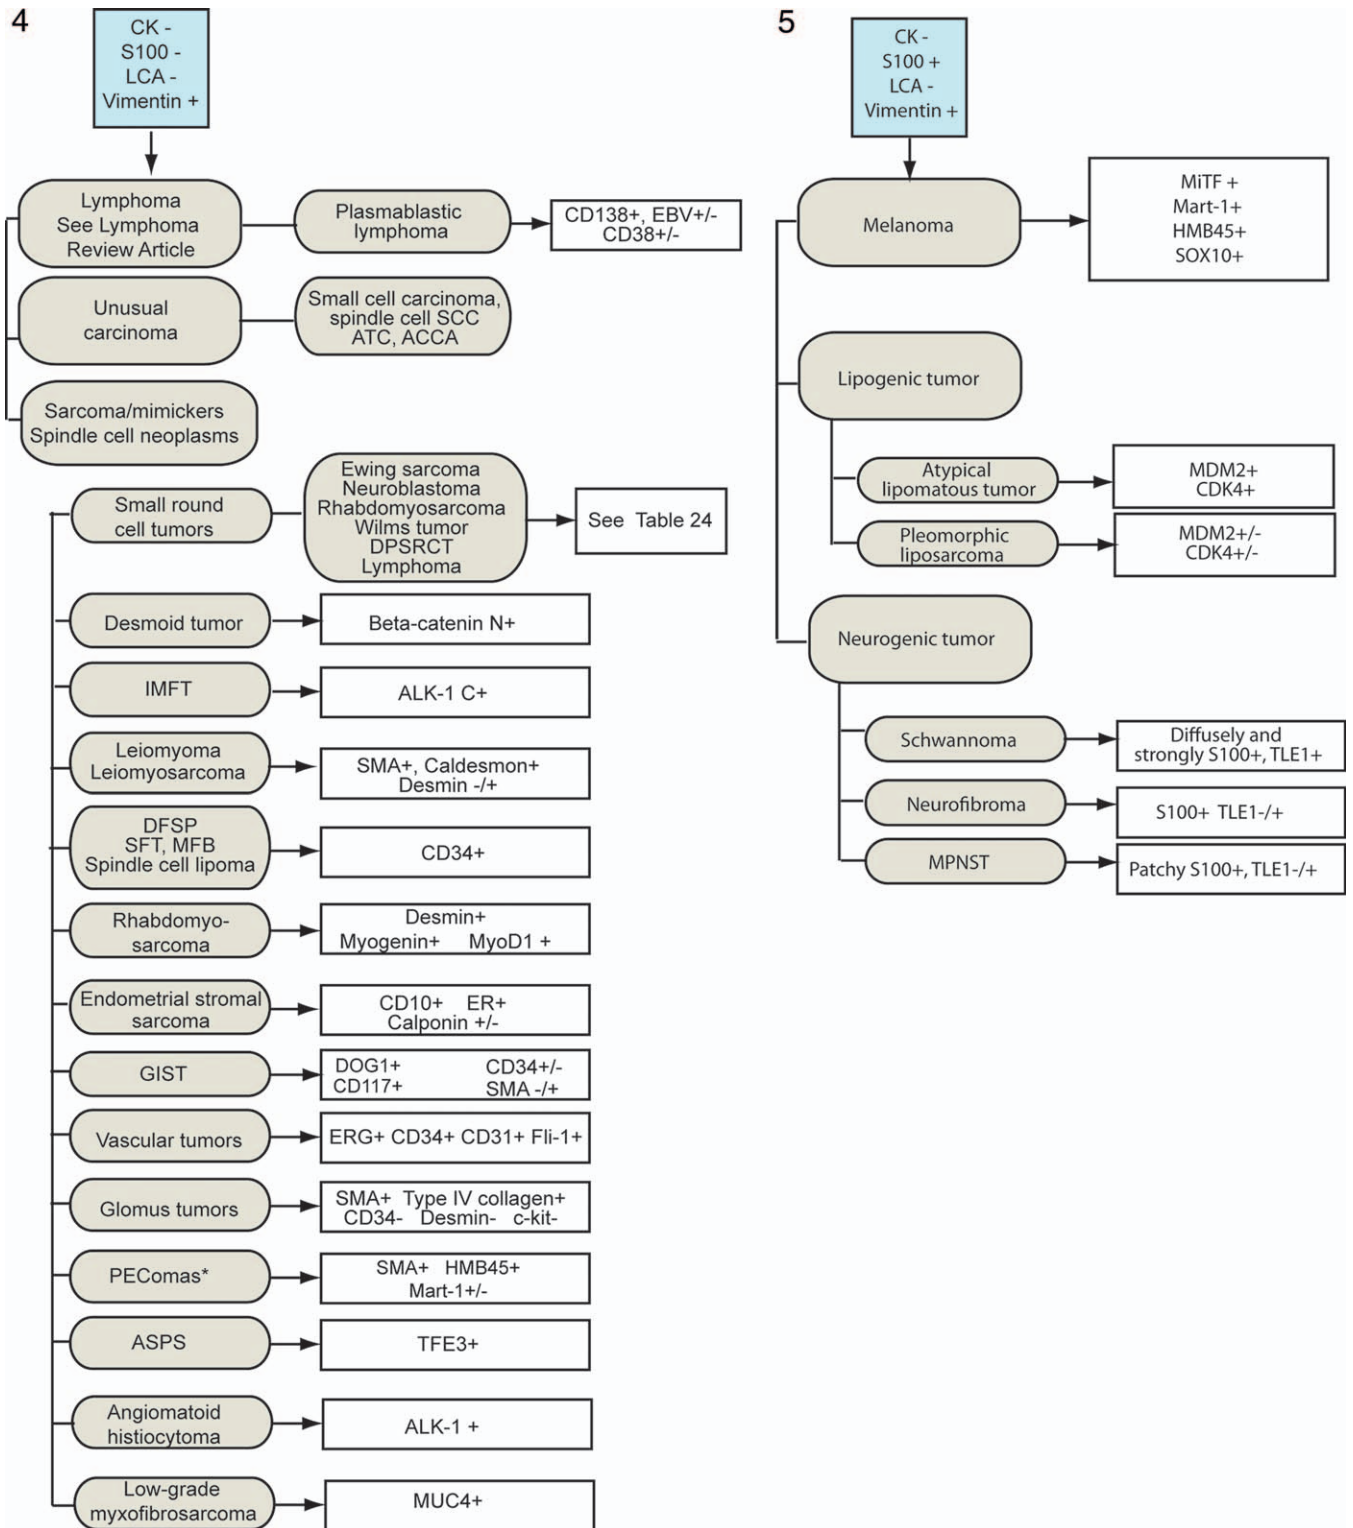 4
CK -
S100 -
LCA -
Vimentin +
Lymphoma
See Lymphoma
Review Article
Plasmablastic
lymphoma
CD138+, EBV+/-
CD38+/-
Unusual
carcinoma
Small cell carcinoma,
spindle cell SCC
ATC, ACCA
Sarcoma/mimickers
Spindle cell neoplasms
Small round
cell tumors
Ewing sarcoma
Neuroblastoma
Rhabdomyosarcoma
Wilms tumor
DPSRCT
Lymphoma
See Table 24
Desmoid tumor
Beta-catenin N+
IMFT
ALK-1 C+
Leiomyoma
Leiomyosarcoma
SMA+, Caldesmon+
Desmin -/+
DFSP
SFT, MFB
Spindle cell lipoma
CD34+
Rhabdomyo-
sarcoma
Desmin+
Myogenin+ MyoD1 +
Endometrial stromal
sarcoma
CD10+ ER+
Calponin +/-
GIST
DOG1+ CD34+/-
CD117+ SMA -/+
Vascular tumors
ERG+ CD34+ CD31+ Fli-1+
Glomus tumors
SMA+ Type IV collagen+
CD34- Desmin- c-kit-
PEComas*
SMA+ HMB45+
Mart-1+/-
ASPS
TFE3+
Angiomatoid
histiocytoma
ALK-1 +
Low-grade
myxofibrosarcoma
MUC4+
5
CK -
S100 +
LCA -
Vimentin +
Melanoma
MiTF +
Mart-1+
HMB45+
SOX10+
Lipogenic tumor
Atypical
lipomatous tumor
MDM2+
CDK4+
Pleomorphic
liposarcoma
MDM2+/-
CDK4+/-
Neurogenic tumor
Schwannoma
Diffusely and
strongly S100+, TLE1+
Neurofibroma
S100+ TLE1-/+
MPNST
Patchy S100+, TLE1-/+